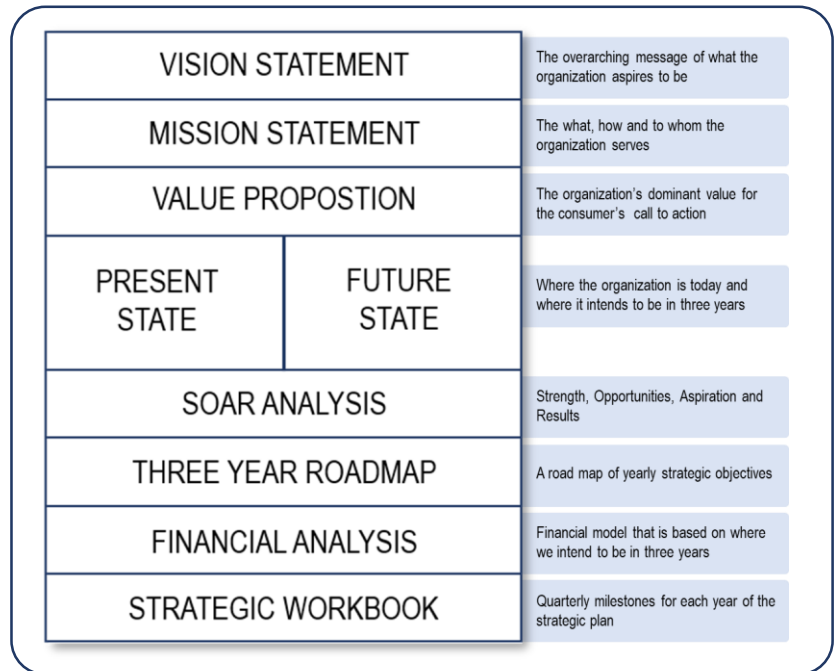 VISION STATEMENT
The overarching message of what the
organization aspires to be
MISSION STATEMENT
The what, how and to whom the
organization serves
VALUE PROPOSTION
The organization's dominant value for
the consumer's call to action
PRESENT
STATE
FUTURE
STATE
Where the organization is today and
where it intends to be in three years
SOAR ANALYSIS
Strength, Opportunities, Aspiration and
Results
THREE YEAR ROADMAP
A road map of yearly strategic objectives
FINANCIAL ANALYSIS
Financial model that is based on where
we intend to be in three years
STRATEGIC WORKBOOK
Quarterly milestones for each year of the
strategic plan